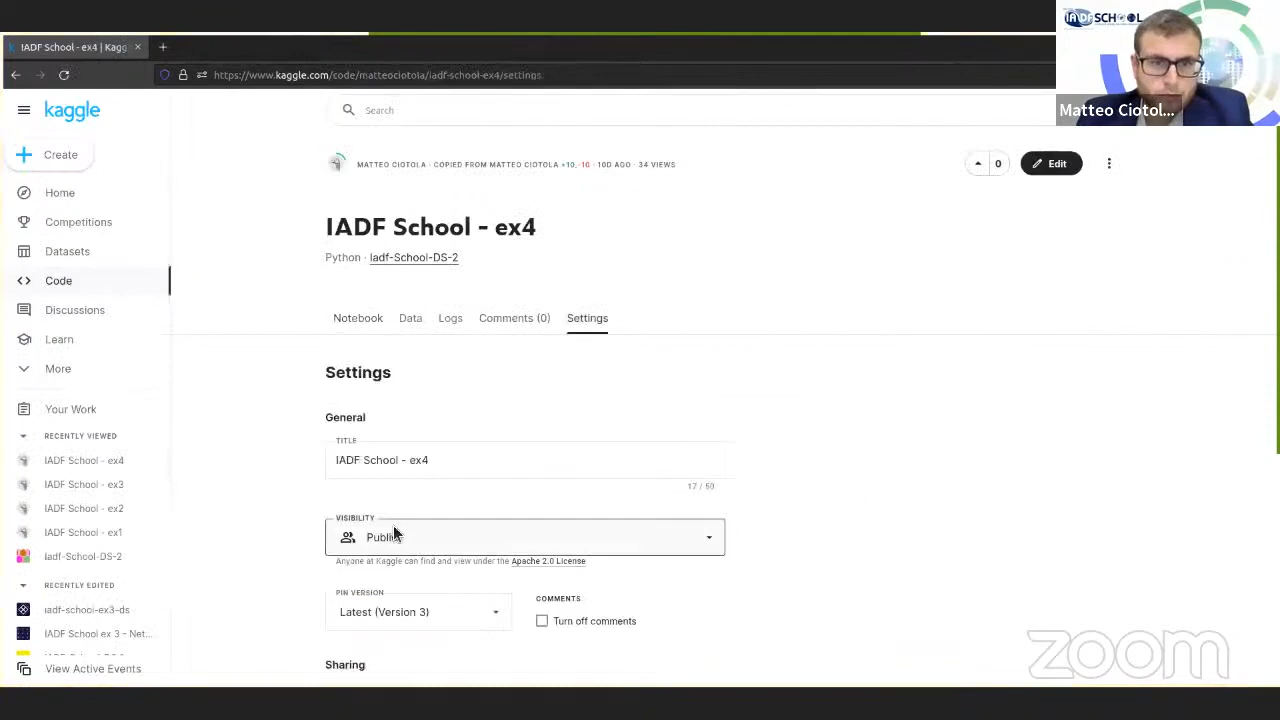 IADF School - ex4 | Kagg
https://www.kaggle.com/code/matteociotola/iadf-school-ex4/settings
IADF SCHOOL
Matteo Ciotol...
kaggle
Search
Create
MATTEO CIOTOLA · COPIED FROM MATTEO CIOTOLA +10,-10 · 10D AGO · 34 VIEWS
0
Edit
Home
Competitions
Datasets
Code
Discussions
Learn
More
Your Work
RECENTLY VIEWED
IADF School - ex4
IADF School - ex3
IADF School - ex2
IADF School - ex1
Iadf-School-DS-2
RECENTLY EDITED
iadf-school-ex3-ds
IADF School ex 3 - Net...
View Active Events
IADF School - ex4
Python · Iadf-School-DS-2
Notebook Data Logs Comments (0) Settings
Settings
General
TITLE
IADF School - ex4
17 / 50
VISIBILITY
Public
Anyone at Kaggle can find and view under the Apache 2.0 License
PIN VERSION
Latest (Version 3)
COMMENTS
Turn off comments
Sharing
zoom